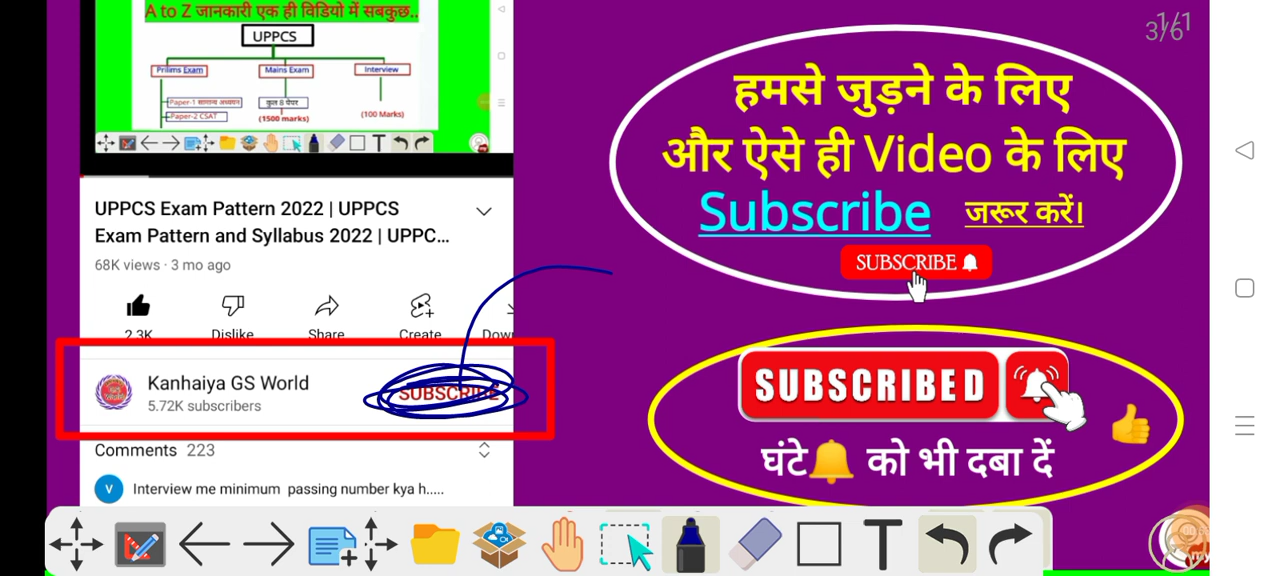 A to Z जानकारी एक ही विडियो में सबकुछ..
UPPCS
Prilims Exam
Mains Exam
Interview
Paper-1 सामान्य अध्ययन
Paper-2 CSAT
कुल 8 पेपर
(1500 marks)
(100 Marks)
UPPCS Exam Pattern 2022 | UPPCS
Exam Pattern and Syllabus 2022 | UPPC...
68K views · 3 mo ago
2.3K
Dislike
Share
Create
Kanhaiya GS World
5.72K subscribers
SUBSCRIBE
Comments 223
V
Interview me minimum passing number kya h.....
हमसे जुड़ने के लिए
और ऐसे ही Video के लिए
Subscribe जरूर करें।
SUBSCRIBE
SUBSCRIBED
घंटे को भी दबा दें
T